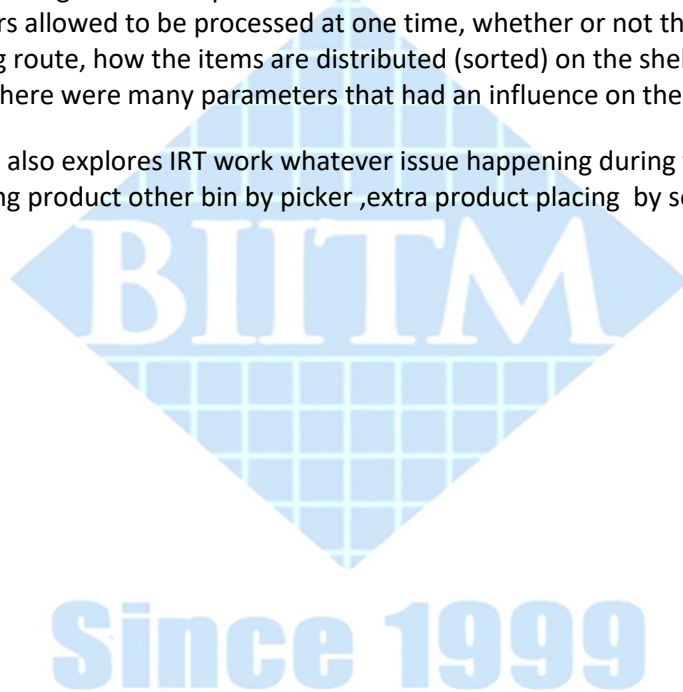 rs allowed to be processed at one time, whether or not th
g route, how the items are distributed (sorted) on the shel
here were many parameters that had an influence on the
also explores IRT work whatever issue happening during
ng product other bin by picker ,extra product placing by s
BIITM
Since 1999